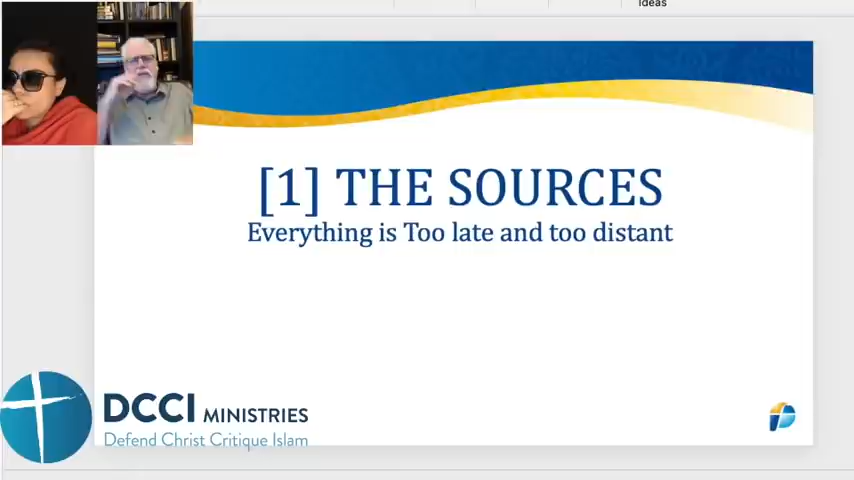 Ideas
[1] THE SOURCES
Everything is Too late and too distant
DCCI MINISTRIES
Defend Christ Critique Islam